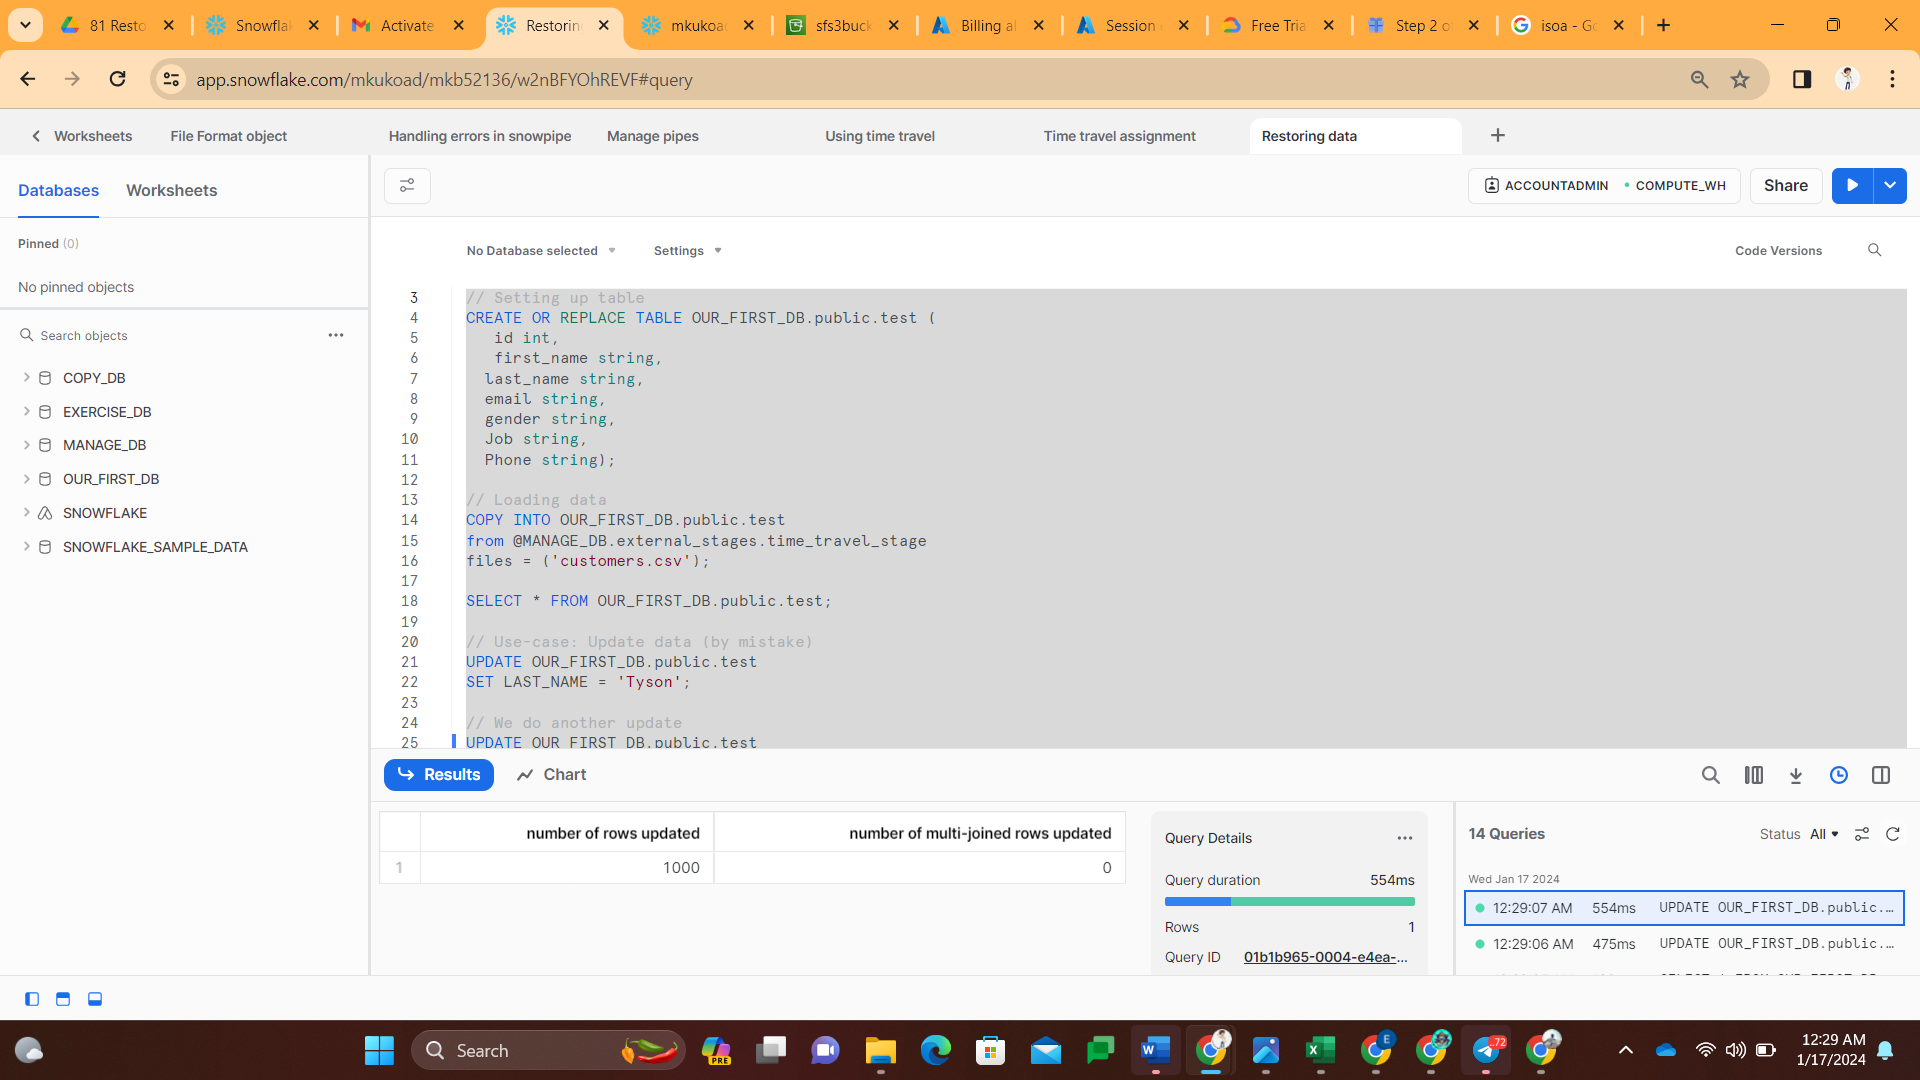 81 Resto
Snowfla
Activate
Restorin
mkukoa
sfs3buck
Billing al
Session
Free Tria
Step 2 o
isoa - Go
app.snowflake.com/mkukoad/mkb52136/w2nBFYOhREVF#query
Worksheets
File Format object
Handling errors in snowpipe
Manage pipes
Using time travel
Time travel assignment
Restoring data
Databases
Worksheets
ACCOUNTADMIN
COMPUTE_WH
Share
Pinned (0)
No pinned objects
Search objects
COPY_DB
EXERCISE_DB
MANAGE_DB
OUR_FIRST_DB
SNOWFLAKE
SNOWFLAKE_SAMPLE_DATA
No Database selected
Settings
Code Versions
3 // Setting up table
4 CREATE OR REPLACE TABLE OUR_FIRST_DB.public.test (
5 id int,
6 first_name string,
7 last_name string,
8 email string,
9 gender string,
10 Job string,
11 Phone string);
12
13 // Loading data
14 COPY INTO OUR_FIRST_DB.public.test
15 from @MANAGE_DB.external_stages.time_travel_stage
16 files = ('customers.csv');
17
18 SELECT * FROM OUR_FIRST_DB.public.test;
19
20 // Use-case: Update data (by mistake)
21 UPDATE OUR_FIRST_DB.public.test
22 SET LAST_NAME = 'Tyson';
23
24 // We do another update
25 UPDATE OUR_FIRST_DB.public.test
Results
Chart
number of rows updated
number of multi-joined rows updated
1 1000 0
Query Details
...
Query duration 554ms
Rows 1
Query ID 01b1b965-0004-e4ea-...
14 Queries
Status All
Wed Jan 17 2024
12:29:07 AM 554ms UPDATE OUR_FIRST_DB.public....
12:29:06 AM 475ms UPDATE OUR_FIRST_DB.public....
Search
PRE
W
X
E
72
12:29 AM
1/17/2024